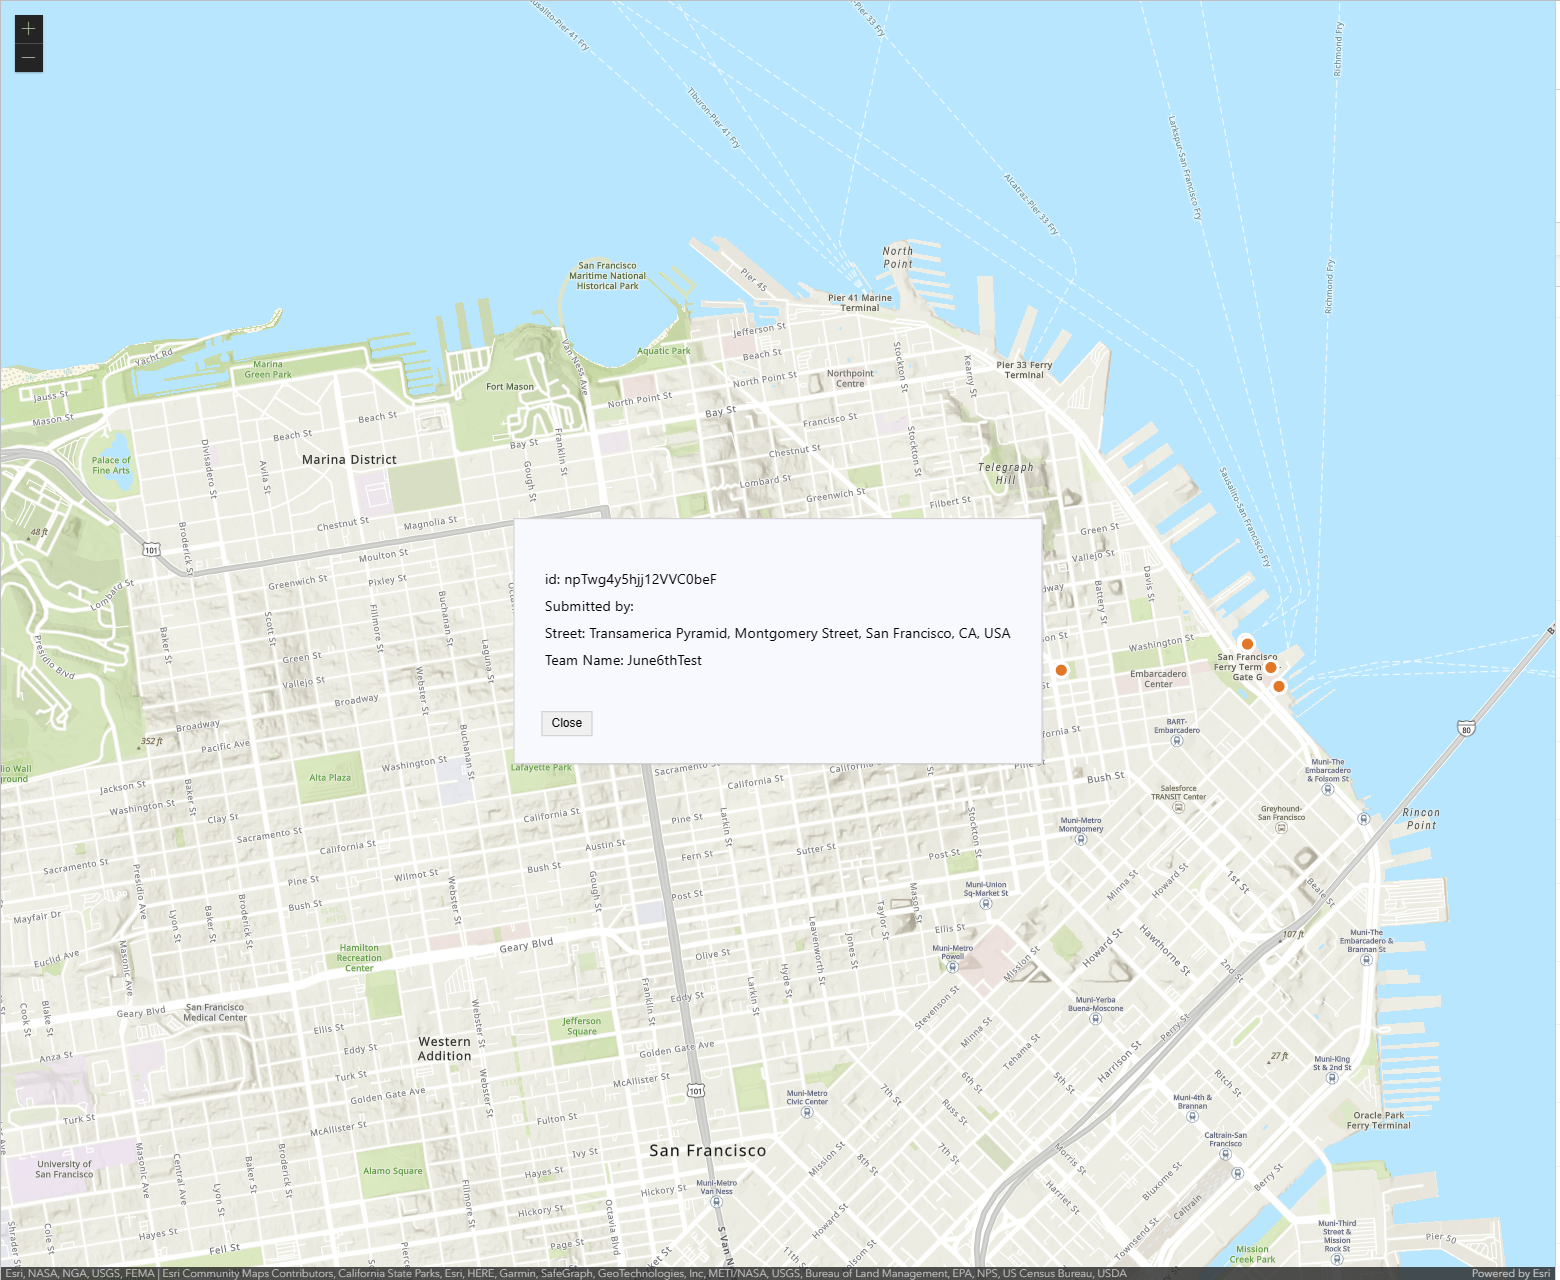 +
−
Sausalito-Pier 41 Fry
Pier 33 Fry
Richmond Fry
Tiburon-Pier 41 Fry
Larkspur-San Francisco Fry
Alcatraz-Pier 33 Fry
North
Point
San Francisco
Maritime National
Historical Park
Pier 45
Richmond Fry
Pier 41 Marine
Terminal
Jefferson St
Beach St
Aquatic Park
Yacht Rd
Marina
Green Park
Van Ness Ave
Stockton St
Kearny St
Pier 33 Ferry
Terminal
Fort Mason
North Point St
Northpoint
Centre
Jauss St
Mason St
North Point St
Bay St
Francisco St
Beach St
Beach St
Bay St
Franklin St
Stockton St
Chestnut St
Palace of
Fine Arts
Divisadero St
Avila St
Marina District
Gough St
Lombard St
Telegraph
Hill
Greenwich St
Filbert St
Sausalito-San Francisco Fry
48 ft
Broderick St
Chestnut St
Magnolia St
Green St
101
Moulton St
Vallejo St
Lombard St
Greenwich St
Pixley St
Buchanan St
Battery St
Davis St
id: npTwg4y5hjj12VVC0beF
Submitted by:
Street: Transamerica Pyramid, Montgomery Street, San Francisco, CA, USA
Team Name: June6thTest
Close
Presidio Blvd
Baker St
Scott St
Fillmore St
Laguna St
Washington St
Green St
San Francisco
Ferry Terminal-
Gate G
Vallejo St
Webster St
Embarcadero
Center
Broadway
Broadway
BART-
Embarcadero
80
352 ft
Pacific Ave
Buchanan St
Washington St
Lafayette Park
Sacramento St
California St
Pine St
Alta Plaza
California St
Bush St
Muni-The
Embarcadero
& Folsom St
Jackson St
Baker St
Washington St
Salesforce
TRANSIT Center
Clay St
California St
Pine St
Larkin St
Stockton St
Muni-Metro
Montgomery
Greyhound-
San Francisco
Rincon
Point
Sacramento St
California St
Austin St
Fern St
Sutter St
Post St
Sacramento St
Wilmot St
Bush St
Pine St
Presidio Ave
Webster St
Gough St
Post St
Mason St
Muni-Union
Sq-Market St
Minna St
Howard St
1st St
Beale St
Bush St
Mayfair Dr
Lyon St
Baker St
Broderick St
Taylor St
Ellis St
Leavenworth St
Jones St
Geary Blvd
Olive St
Muni-Metro
Powell
Mission St
Howard St
Hawthorne St
107 ft
Muni-The
Embarcadero &
Brannan St
Hamilton
Recreation
Center
Euclid Ave
Masonic Ave
2nd St
Hyde St
Larkin St
Franklin St
Eddy St
Stevenson St
Muni-Yerba
Buena-Moscone
Geary Blvd
San Francisco
Medical Center
Cook St
Blake St
Webster St
Jefferson
Square
Ellis St
Minna St
Perry St
Western
Addition
Eddy St
Golden Gate Ave
Tehama St
Harrison St
27 ft
Anza St
Turk St
McAllister St
6th St
5th St
Muni-King
St & 2nd St
Golden Gate Ave
Webster St
101
Muni-Metro
Civic Center
7th St
Russ St
Ritch St
Muni-4th &
Brannan
Turk St
McAllister St
Fulton St
Oracle Park
Ferry Terminal
San Francisco
Ivy St
7th St
Caltrain-San
Francisco
University of
San Francisco
Masonic Ave
Central Ave
Baker St
Broderick St
Alamo Square
Hayes St
Mission St
8th St
Morris St
Lyon St
Fillmore St
Hickory St
Muni-Metro
Van Ness
Harriet St
Bluxome St
Berry St
Hickory St
Octavia Blvd
Howard St
Caltrain
Shrader St
Cole St
Hayes St
Fell St
Page St
S Van N
11th St
Folsom St
Townsend St
Mission
Creek Park
Muni-Third
Street &
Mission
Rock St
Pier 50
Esri, NASA, NGA, USGS, FEMA | Esri Community Maps Contributors, California State Parks, Esri, HERE, Garmin, SafeGraph, GeoTechnologies, Inc, METI/NASA, USGS, Bureau of Land Management, EPA, NPS, US Census Bureau, USDA
Powered by Esri